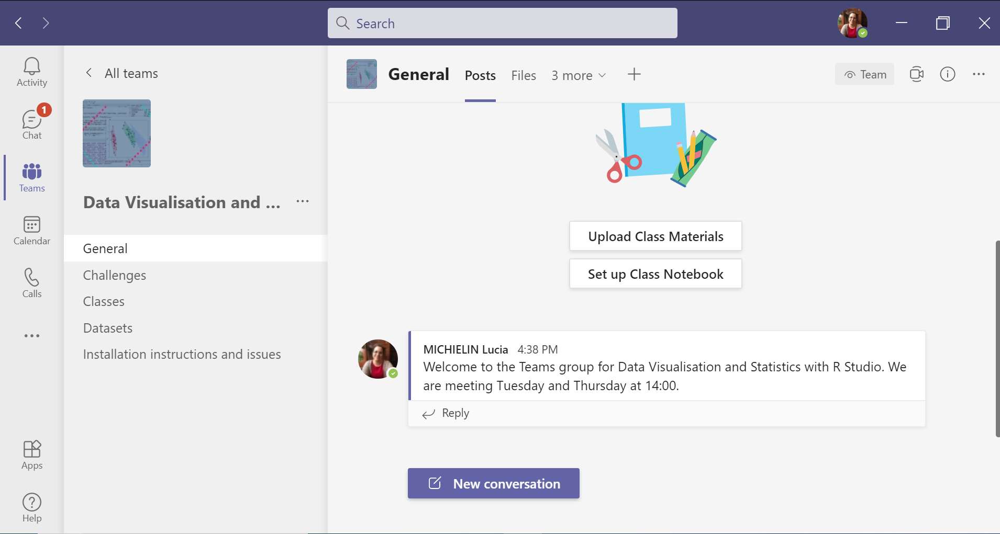 Search
Activity
1
Chat
Teams
Calendar
Calls
Apps
Help
All teams
Data Visualisation and ...
General
Challenges
Classes
Datasets
Installation instructions and issues
General Posts Files 3 more
Team
Upload Class Materials
Set up Class Notebook
MICHIELIN Lucia 4:38 PM
Welcome to the Teams group for Data Visualisation and Statistics with R Studio. We
are meeting Tuesday and Thursday at 14:00.
Reply
New conversation